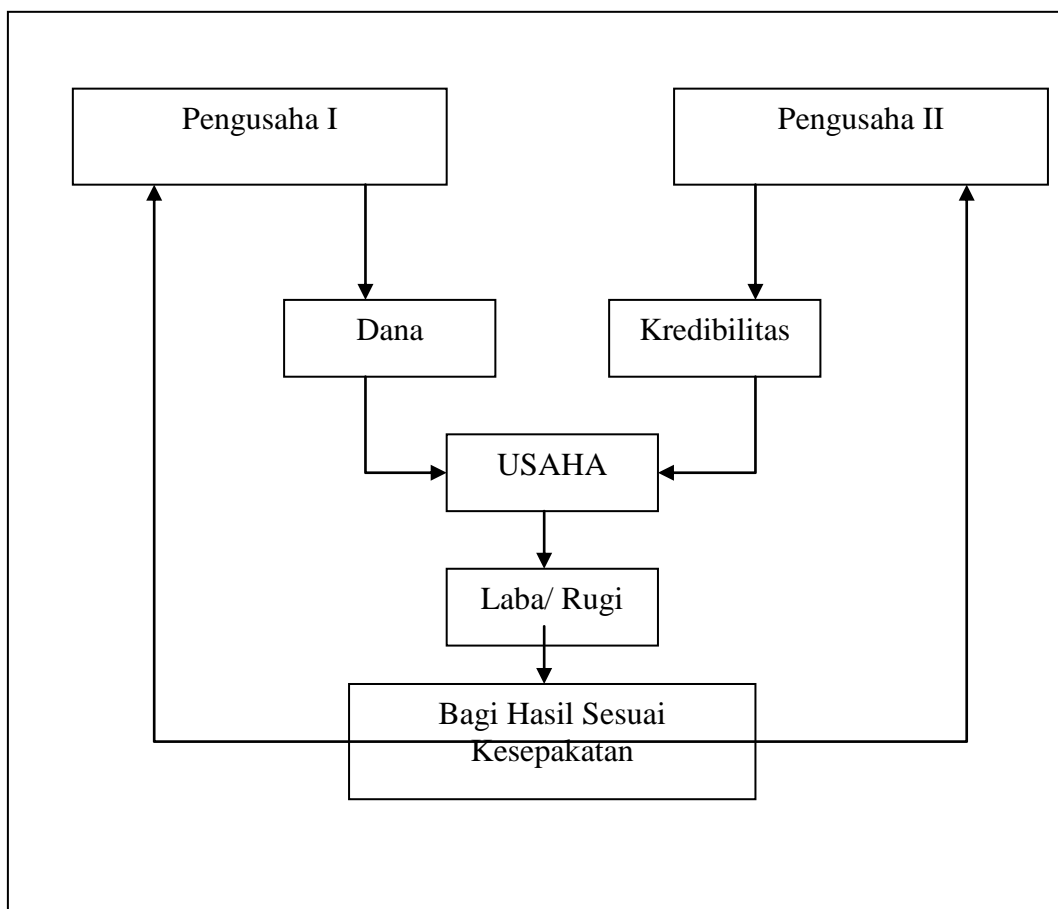 Pengusaha I
Pengusaha II
Dana
Kredibilitas
USAHA
Laba/ Rugi
Bagi Hasil Sesuai
Kesepakatan